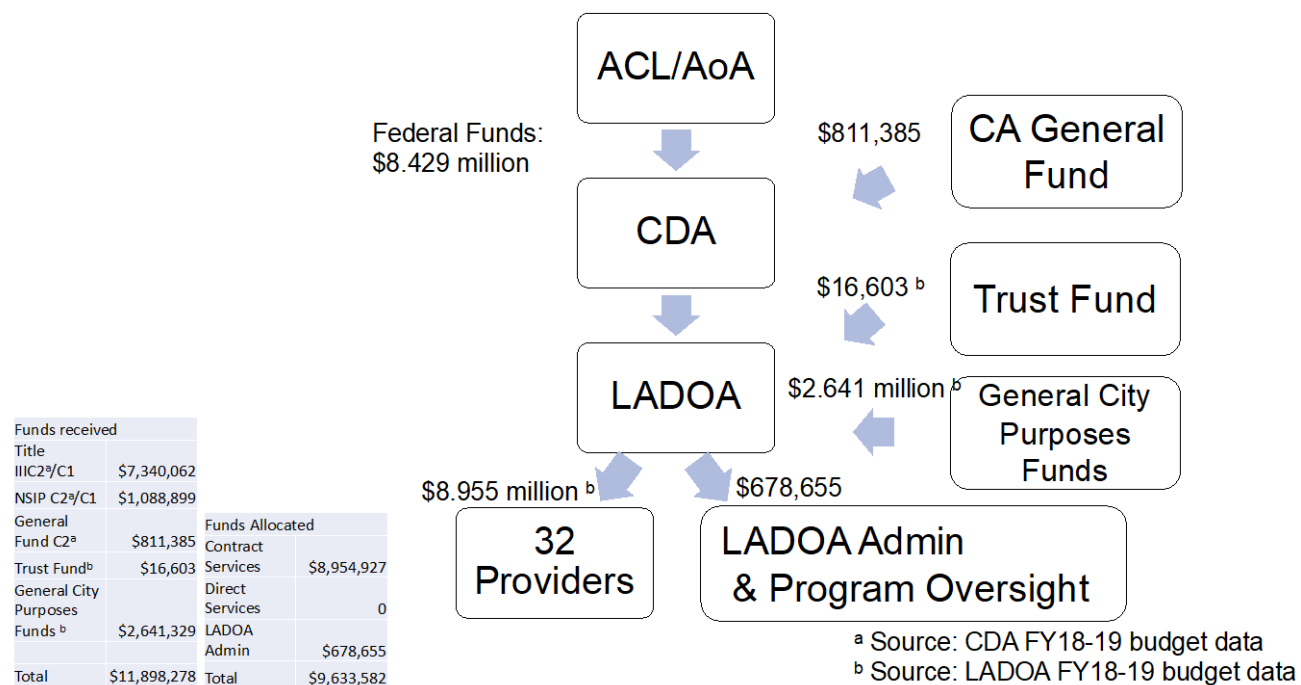 ACL/AoA
Federal Funds:
$8.429 million
$811,385
CA General
Fund
CDA
$16,603 ᵇ
Trust Fund
LADOA
$2.641 million ᵇ
General City
Purposes
Funds
$8.955 million ᵇ
$678,655
32
Providers
LADOA Admin
& Program Oversight
Funds received
Title
IIIC2ᵃ/C1 $7,340,062
NSIP C2ᵃ/C1 $1,088,899
General
Fund C2ᵃ $811,385
Trust Fundᵇ $16,603
General City
Purposes
Funds ᵇ $2,641,329
Total $11,898,278
Funds Allocated
Contract
Services $8,954,927
Direct
Services 0
LADOA
Admin $678,655
Total $9,633,582
ᵃ Source: CDA FY18-19 budget data
ᵇ Source: LADOA FY18-19 budget data